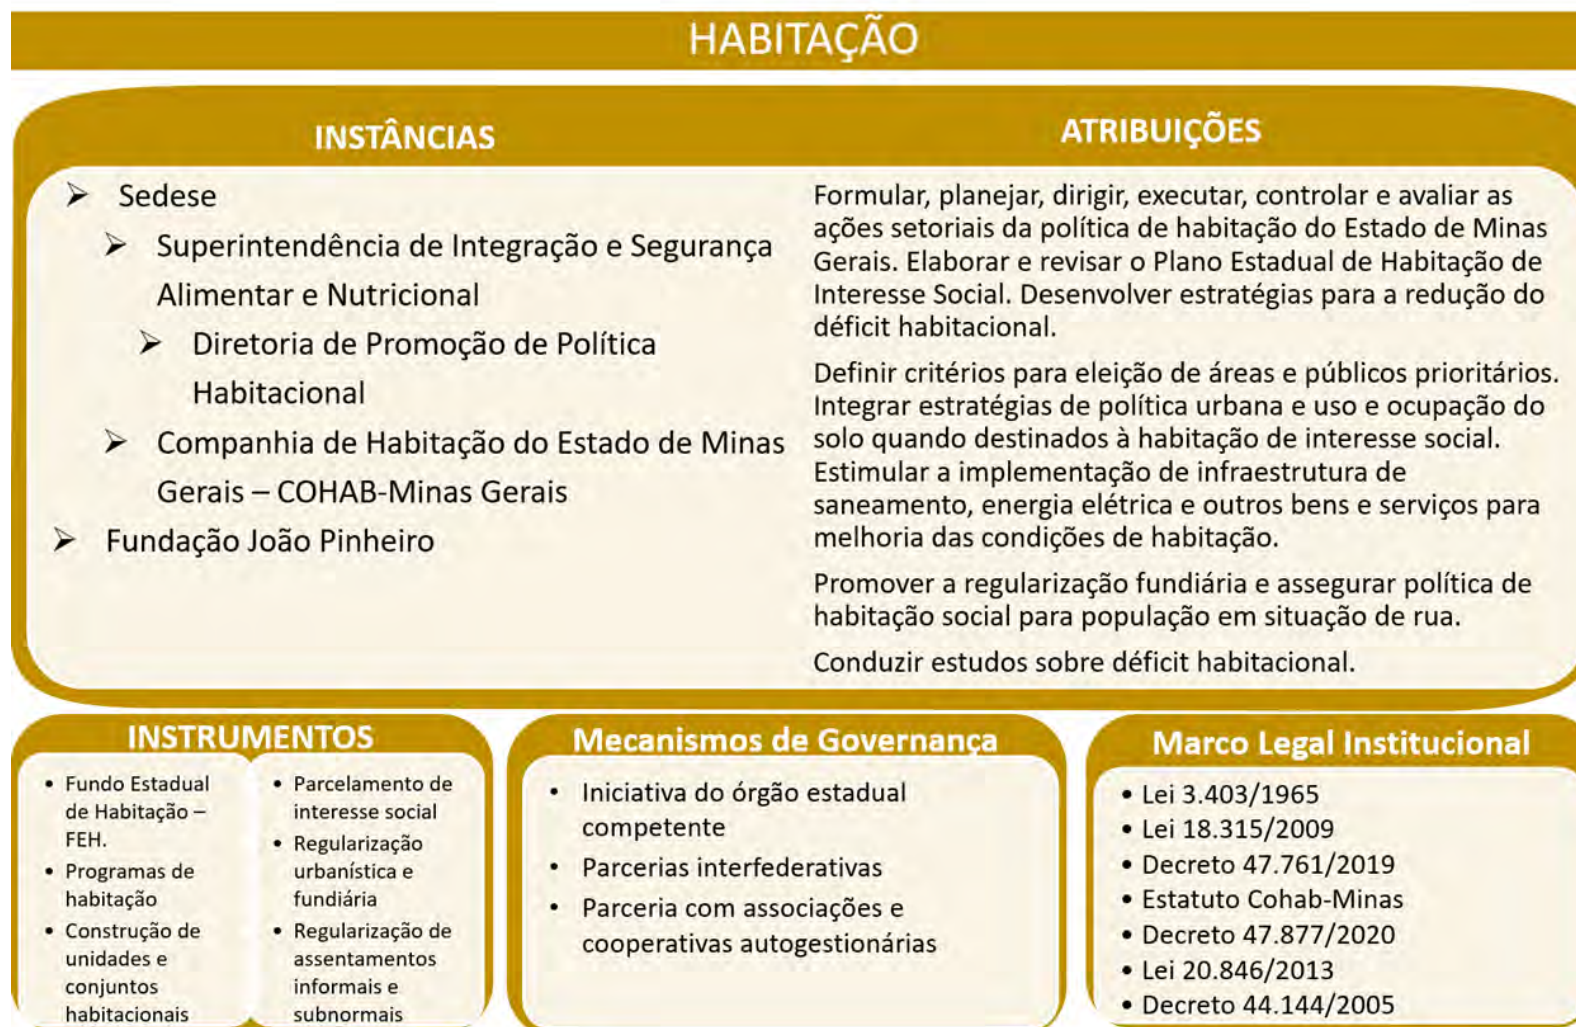 HABITAÇÃO
INSTÂNCIAS
➢ Sedese
➢ Superintendência de Integração e Segurança
Alimentar e Nutricional
➢ Diretoria de Promoção de Política
Habitacional
➢ Companhia de Habitação do Estado de Minas
Gerais – COHAB-Minas Gerais
➢ Fundação João Pinheiro
ATRIBUIÇÕES
Formular, planejar, dirigir, executar, controlar e avaliar as
ações setoriais da política de habitação do Estado de Minas
Gerais. Elaborar e revisar o Plano Estadual de Habitação de
Interesse Social. Desenvolver estratégias para a redução do
déficit habitacional.
Definir critérios para eleição de áreas e públicos prioritários.
Integrar estratégias de política urbana e uso e ocupação do
solo quando destinados à habitação de interesse social.
Estimular a implementação de infraestrutura de
saneamento, energia elétrica e outros bens e serviços para
melhoria das condições de habitação.
Promover a regularização fundiária e assegurar política de
habitação social para população em situação de rua.
Conduzir estudos sobre déficit habitacional.
INSTRUMENTOS
• Fundo Estadual
de Habitação –
FEH.
• Programas de
habitação
• Construção de
unidades e
conjuntos
habitacionais
• Parcelamento de
interesse social
• Regularização
urbanística e
fundiária
• Regularização de
assentamentos
informais e
subnormais
Mecanismos de Governança
• Iniciativa do órgão estadual
competente
• Parcerias interfederativas
• Parceria com associações e
cooperativas autogestionárias
Marco Legal Institucional
• Lei 3.403/1965
• Lei 18.315/2009
• Decreto 47.761/2019
• Estatuto Cohab-Minas
• Decreto 47.877/2020
• Lei 20.846/2013
• Decreto 44.144/2005